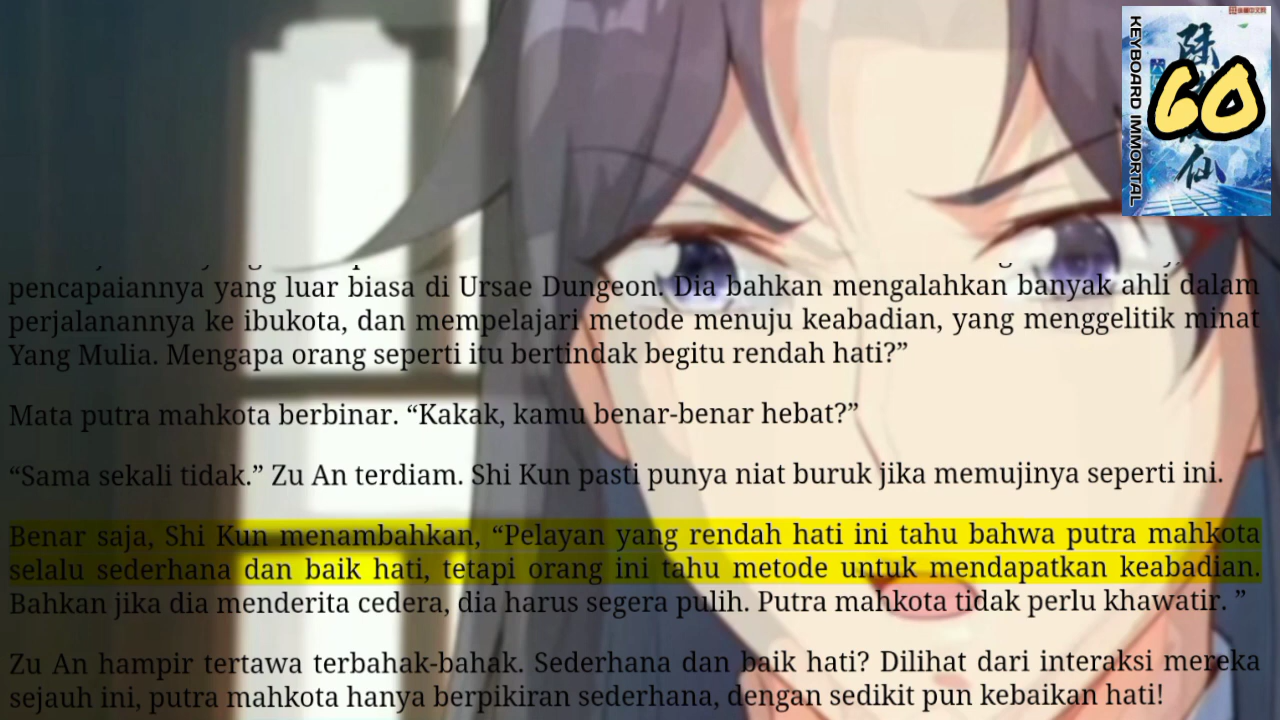 KEYBOARD IMMORTAL
60
仙
pencapaiannya yang luar biasa di Ursae Dungeon. Dia bahkan mengalahkan banyak ahli dalam
perjalanannya ke ibukota, dan mempelajari metode menuju keabadian, yang menggelitik minat
Yang Mulia. Mengapa orang seperti itu bertindak begitu rendah hati?”
Mata putra mahkota berbinar. “Kakak, kamu benar-benar hebat?”
“Sama sekali tidak.” Zu An terdiam. Shi Kun pasti punya niat buruk jika memujinya seperti ini.
Benar saja, Shi Kun menambahkan, “Pelayan yang rendah hati ini tahu bahwa putra mahkota
selalu sederhana dan baik hati, tetapi orang ini tahu metode untuk mendapatkan keabadian.
Bahkan jika dia menderita cedera, dia harus segera pulih. Putra mahkota tidak perlu khawatir. ”
Zu An hampir tertawa terbahak-bahak. Sederhana dan baik hati? Dilihat dari interaksi mereka
sejauh ini, putra mahkota hanya berpikiran sederhana, dengan sedikit pun kebaikan hati!